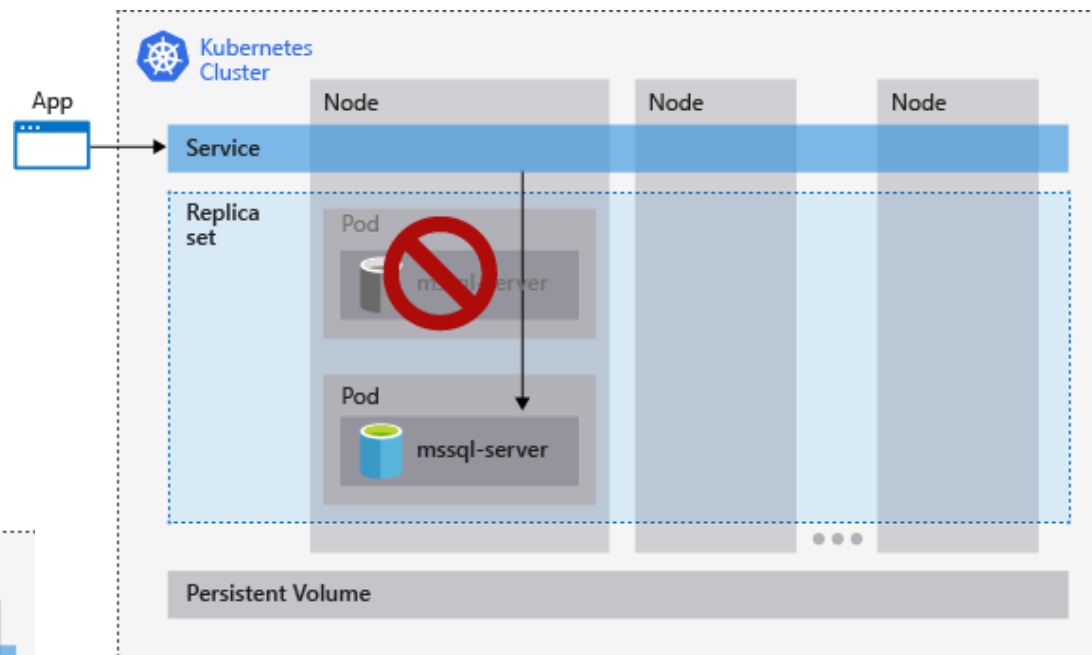 Kubernetes
Cluster
App
Node
Node
Node
Service
Replica
set
Pod
mssql-server
Pod
mssql-server
Persistent Volume